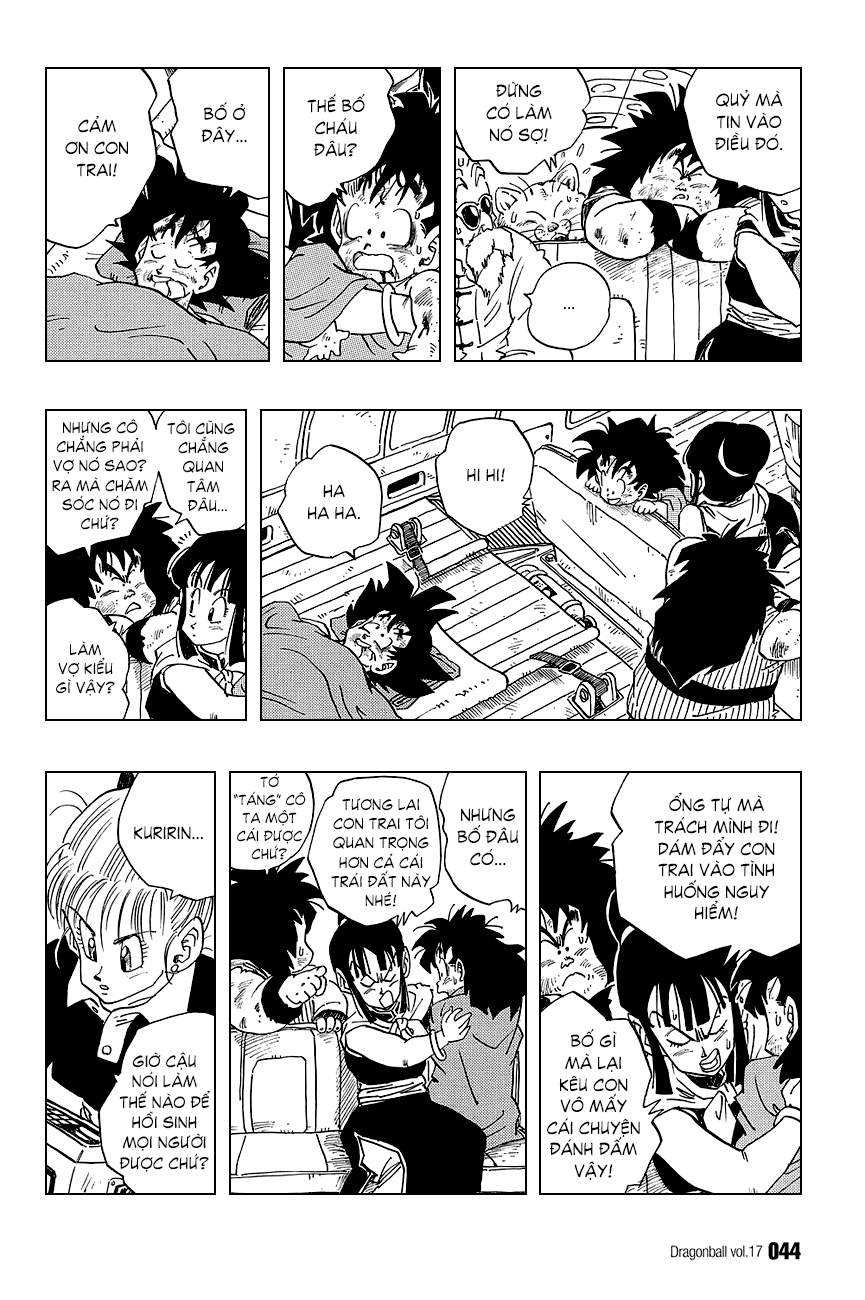 QUỶ MÀ
TIN VÀO
ĐIỀU ĐÓ.
ĐỪNG
CÓ LÀM
NÓ SỢ!
...
THẾ BỐ
CHÁU
ĐÂU?
BỐ Ở
ĐÂY...
CẢM
ƠN CON
TRAI!
HI HI!
HA
HA HA.
TÔI CŨNG
CHẲNG
QUAN
TÂM
ĐÂU...
NHƯNG CÔ
CHẲNG PHẢI
VỢ NÓ SAO?
RA MÀ CHĂM
SÓC NÓ ĐI
CHỨ?
LÀM
VỢ KIỂU
GÌ VẬY?
ỔNG TỰ MÀ
TRÁCH MÌNH ĐI!
DÁM ĐẨY CON
TRAI VÀO TÌNH
HUỐNG NGUY
HIỂM!
BỐ GÌ
MÀ LẠI
KÊU CON
VÔ MẤY
CÁI CHUYỆN
ĐÁNH ĐẤM
VẬY!
NHƯNG
BỐ ĐÂU
CÓ...
TƯƠNG LAI
CON TRAI TÔI
QUAN TRỌNG
HƠN CẢ CÁI
TRÁI ĐẤT NÀY
NHÉ!
TỚ
"TÁNG" CÔ
TA MỘT
CÁI ĐƯỢC
CHỨ?
KURIRIN...
GIỜ CẬU
NÓI LÀM
THẾ NÀO ĐỂ
HỒI SINH
MỌI NGƯỜI
ĐƯỢC CHỨ?
Dragonball vol.17 044